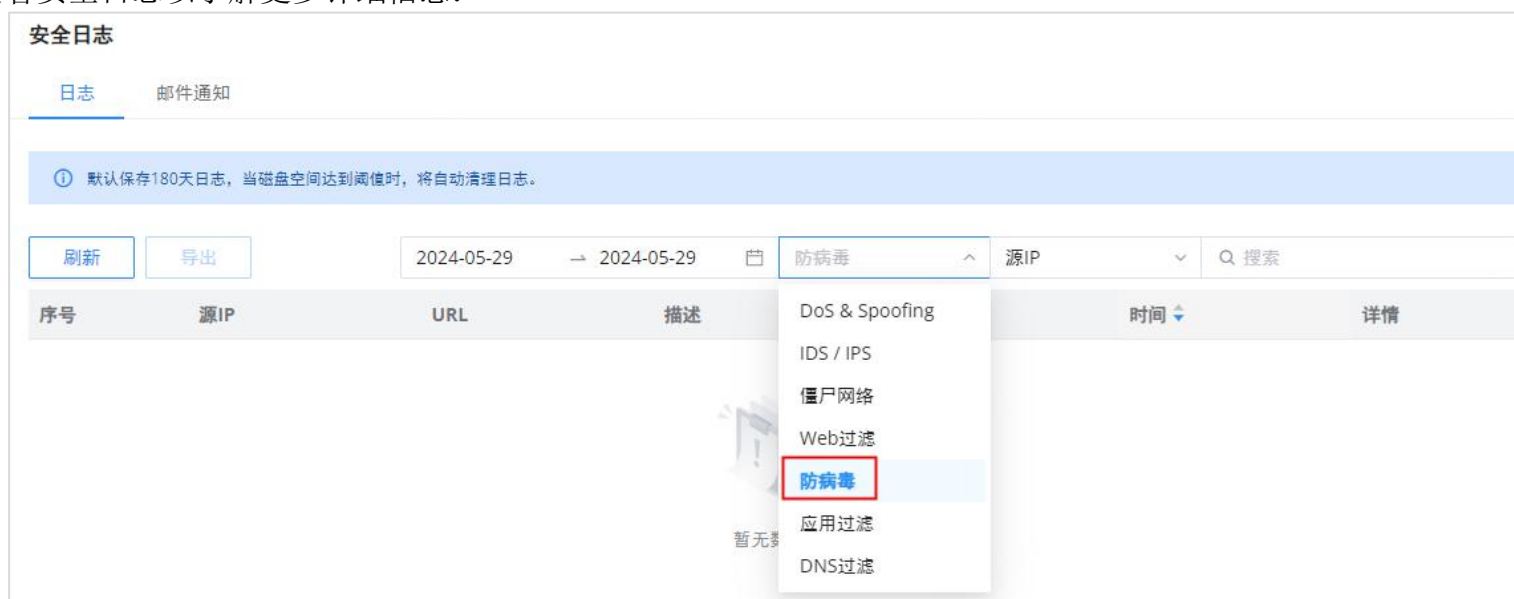 安全日志
日志 邮件通知
默认保存180天日志，当磁盘空间达到阈值时，将自动清理日志。
刷新 导出 2024-05-29 → 2024-05-29 防病毒 源IP 搜索
序号 源IP URL 描述 时间 详情
DoS & Spoofing
IDS / IPS
僵尸网络
Web过滤
防病毒
应用过滤
暂无
DNS过滤